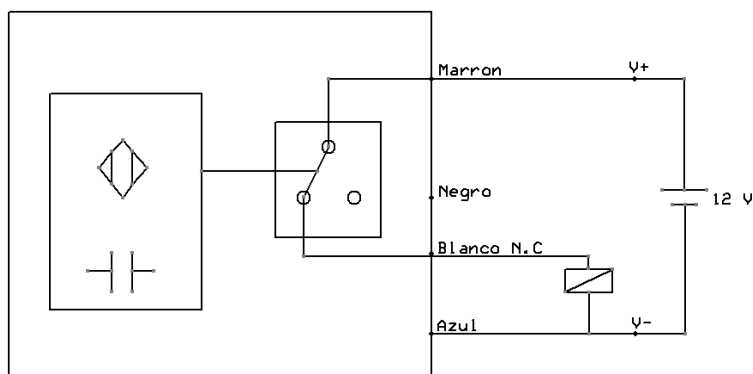 Marron
V+
12 V
Negro
Blanco N.C
Azul
V-